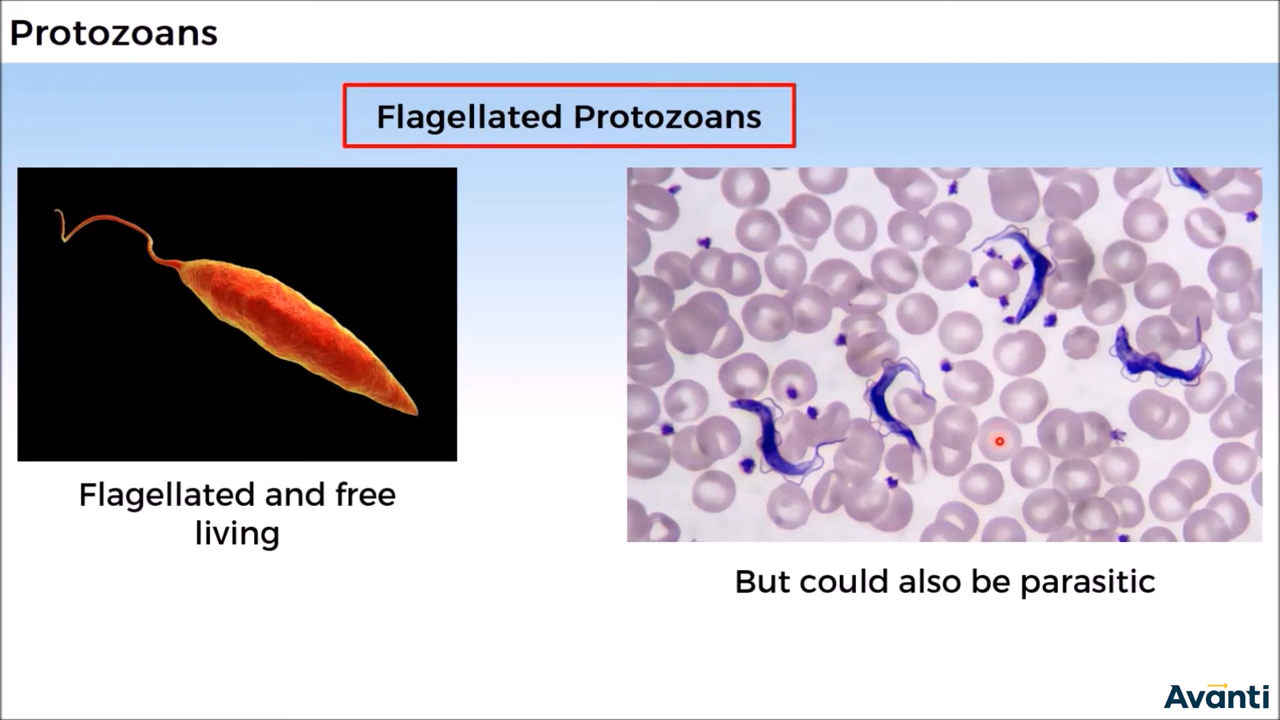 Protozoans
Flagellated Protozoans
Flagellated and free
living
But could also be parasitic
Avanti